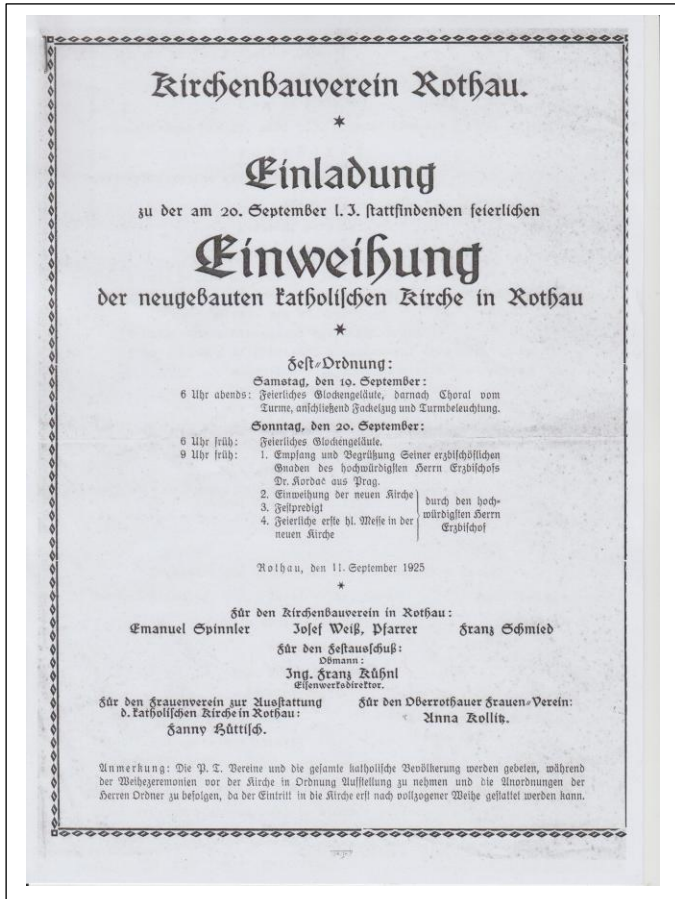 Kirchenbauverein Rothau.
Einladung
zu der am 20. September l. J. stattfindenden feierlichen
Einweihung
der neugebauten katholischen Kirche in Rothau
Fest-Ordnung:
Samstag, den 19. September:
6 Uhr abends: Feierliches Glockengeläute, darnach Choral vom
Turme, anschließend Fackelzug und Turmbeleuchtung.
Sonntag, den 20. September:
6 Uhr früh: Feierliches Glockengeläute.
9 Uhr früh: 1. Empfang und Begrüßung Seiner erzbischöflichen
Gnaden des hochwürdigsten Herrn Erzbischofs
Dr. Kordač aus Prag.
2. Einweihung der neuen Kirche
3. Festpredigt
4. Feierliche erste hl. Messe in der
neuen Kirche
durch den hoch-
würdigsten Herrn
Erzbischof
Rothau, den 11. September 1925
Für den Kirchenbauverein in Rothau:
Emanuel Spinnler Josef Weiß, Pfarrer Franz Schmied
Für den Festausschuß:
Obmann:
Ing. Franz Kühnl
Eisenwerksdirektor.
Für den Frauenverein zur Ausstattung
d. katholischen Kirche in Rothau:
Fanny Hüttisch.
Für den Oberrothauer Frauen-Verein:
Anna Kollitz.
Anmerkung: Die P. T. Vereine und die gesamte katholische Bevölkerung werden gebeten, während
der Weihezeremonien vor der Kirche in Ordnung Aufstellung zu nehmen und die Anordnungen der
Herren Ordner zu befolgen, da der Eintritt in die Kirche erst nach vollzogener Weihe gestattet werden kann.